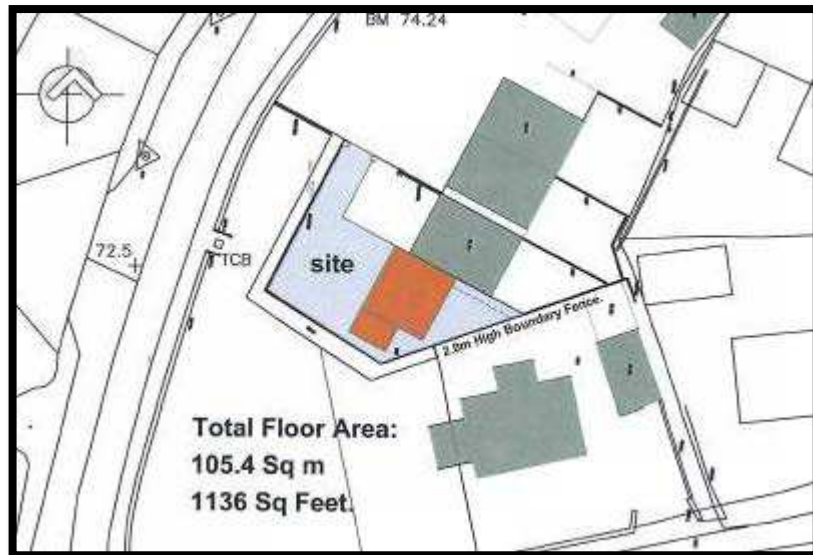 BM 74.24
72.5
TCB
site
2.0m High Boundary Fence.
Total Floor Area:
105.4 Sq m
1136 Sq Feet.